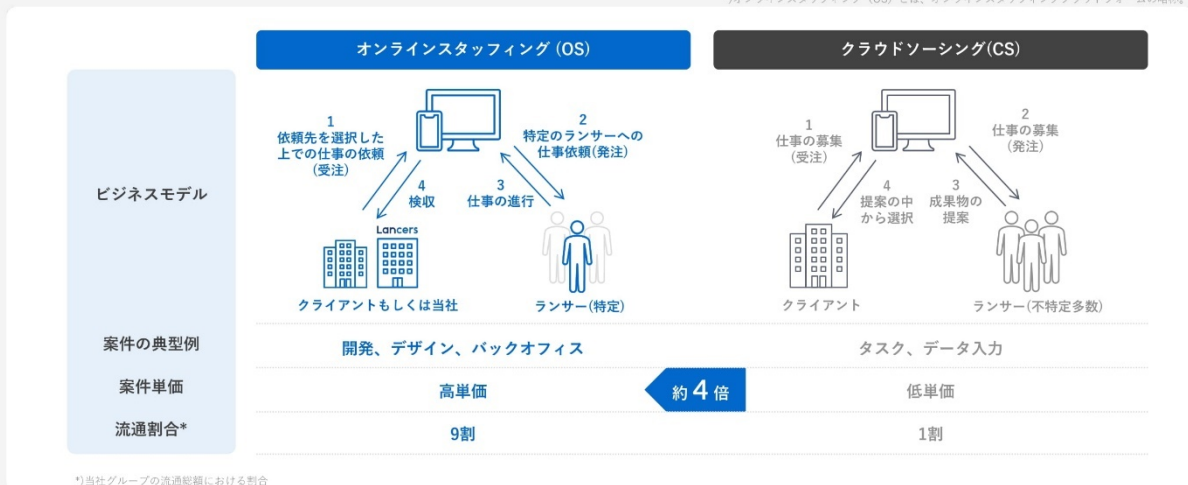 オンラインスタッフィング (OS)
クラウドソーシング(CS)
ビジネスモデル
1
依頼先を選択した
上での仕事の依頼
(受注)
2
特定のランサーへの
仕事依頼(発注)
4
検収
3
仕事の進行
Lancers
クライアントもしくは当社
ランサー(特定)
1
仕事の募集
(受注)
2
仕事の募集
(発注)
4
提案の中
から選択
3
成果物の
提案
クライアント
ランサー(不特定多数)
案件の典型例
開発、デザイン、バックオフィス
タスク、データ入力
案件単価
高単価
約4倍
低単価
流通割合*
9割
1割
*)当社グループの流通総額における割合